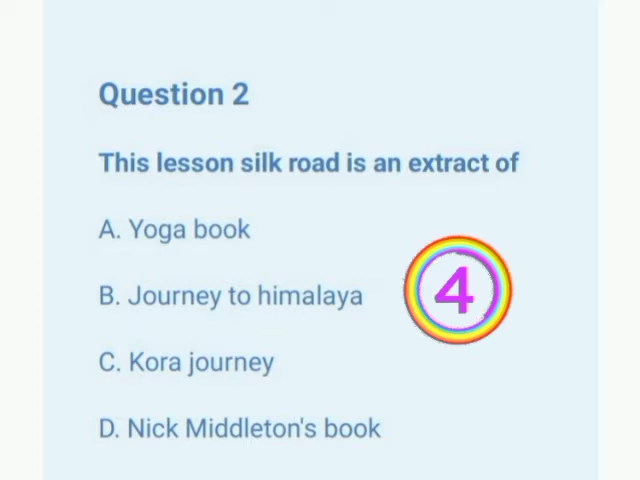 Question 2
This lesson silk road is an extract of
A. Yoga book
B. Journey to himalaya
4
C. Kora journey
D. Nick Middleton's book